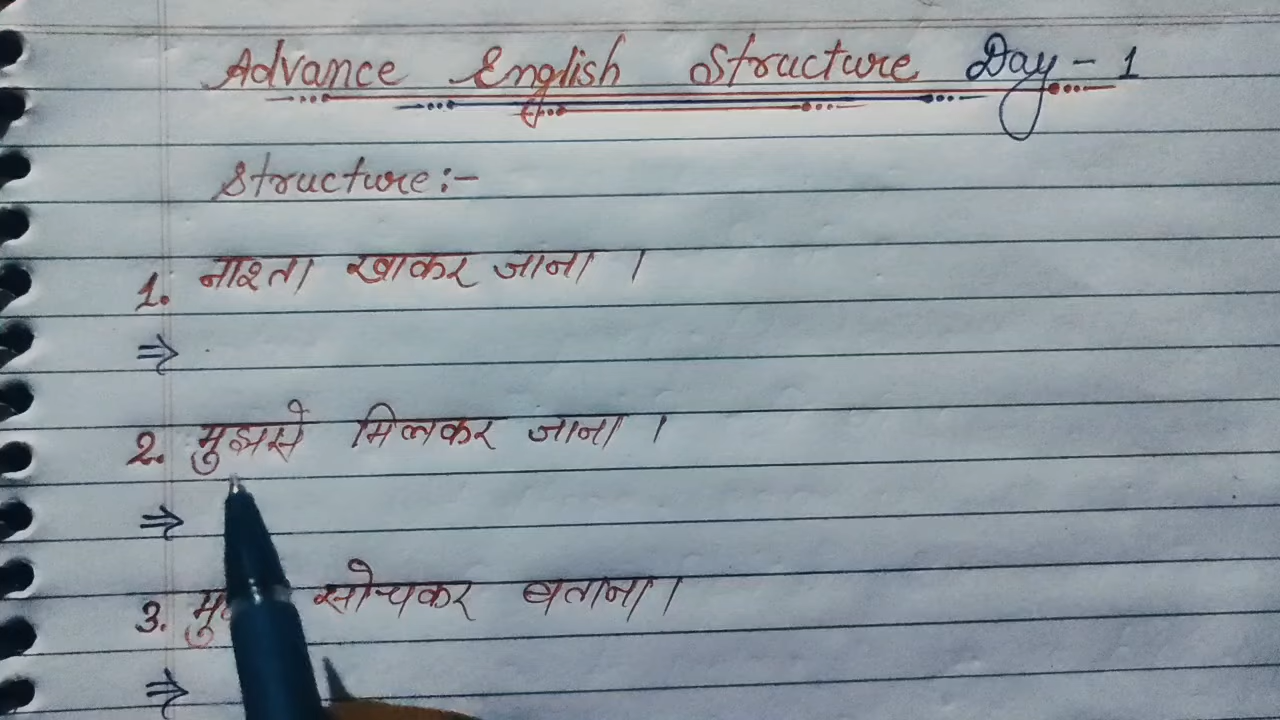 Advance English Structure Day - 1
Structure :-
1. नाश्ता खाकर जाना ।
⇒
2. मुझसे मिलकर जाना ।
⇒
3. सोचकर बताना ।
⇒